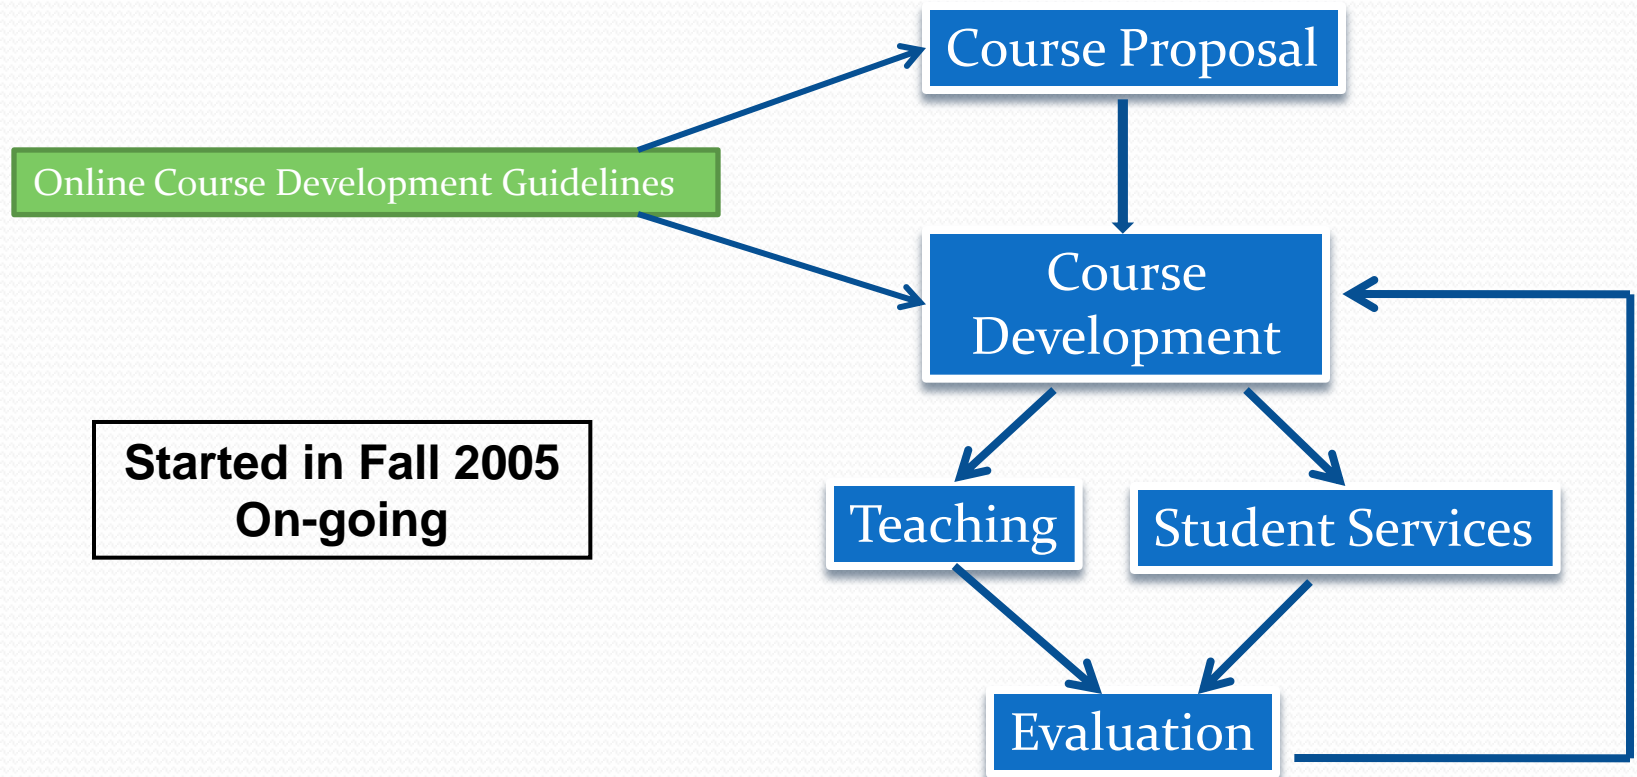 Course Proposal
Online Course Development Guidelines
Course
Development
Started in Fall 2005
On-going
Teaching
Student Services
Evaluation